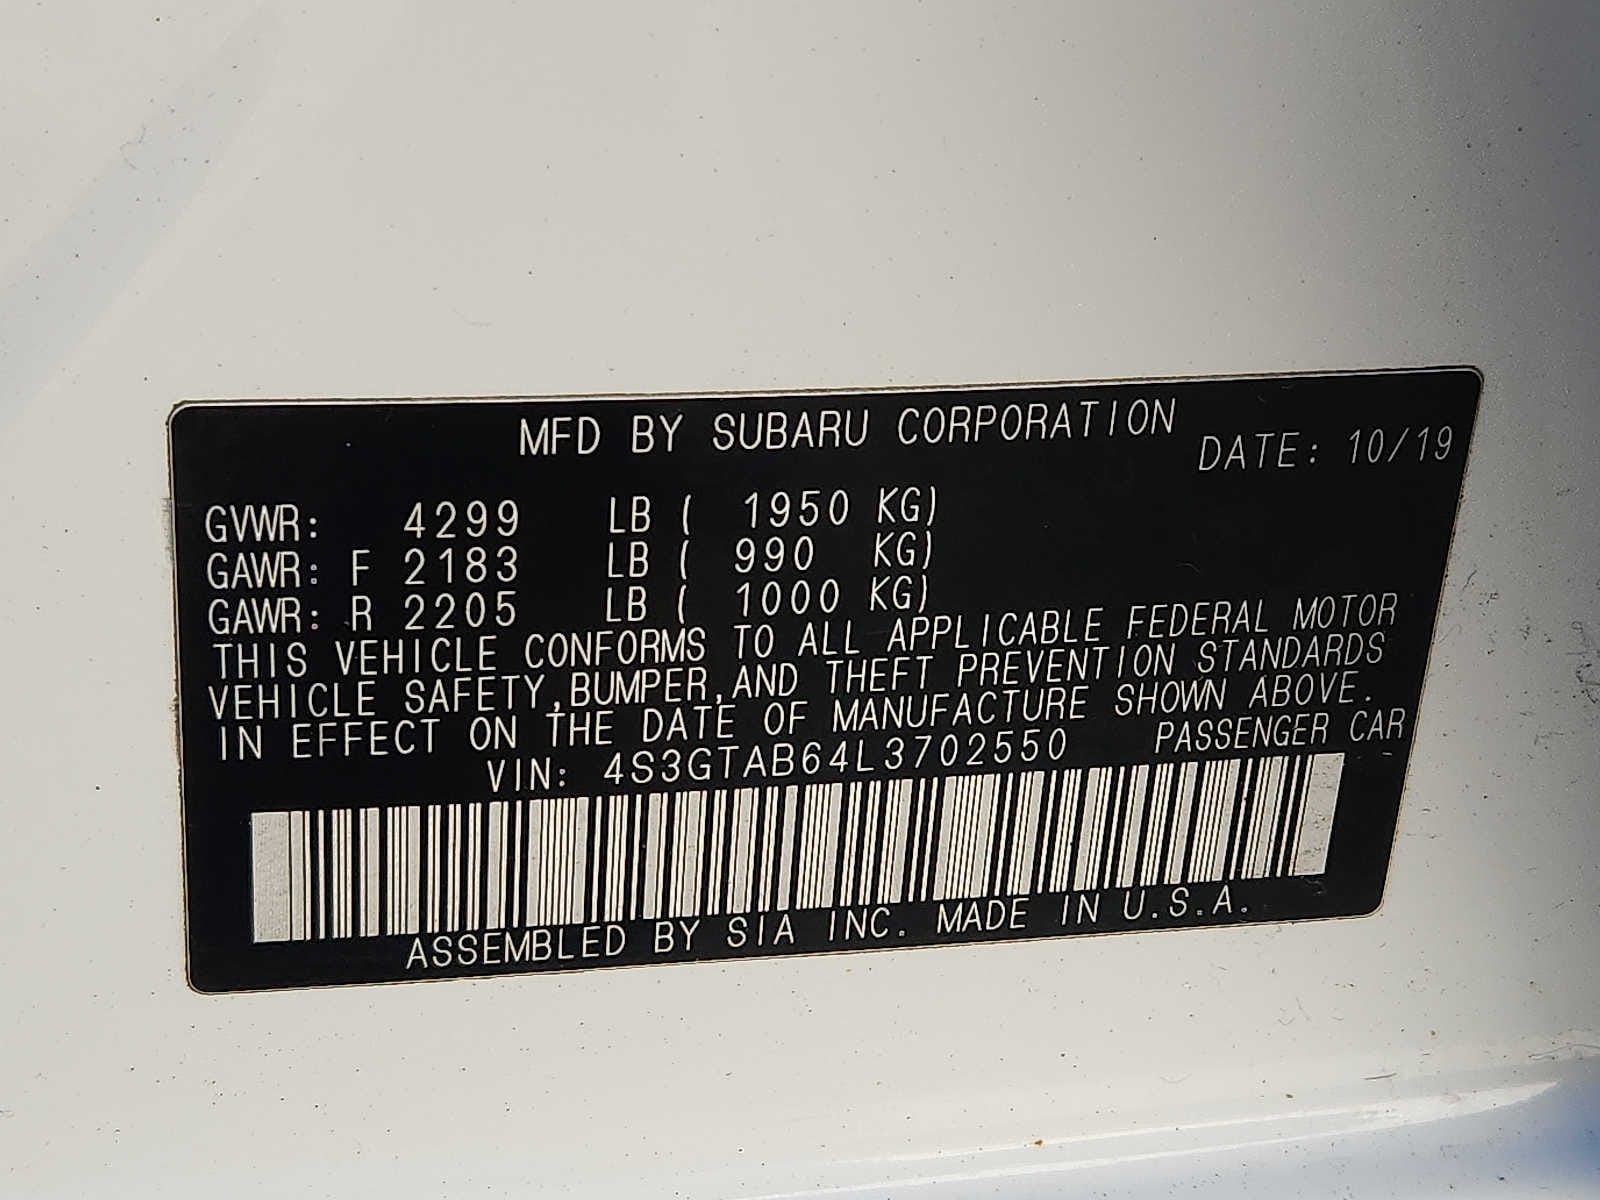 MFD BY SUBARU CORPORATION
DATE: 10/19
GVWR: 4299 LB ( 1950 KG)
GAWR: F 2183 LB ( 990 KG)
GAWR: R 2205 LB ( 1000 KG)
THIS VEHICLE CONFORMS TO ALL APPLICABLE FEDERAL MOTOR
VEHICLE SAFETY,BUMPER,AND THEFT PREVENTION STANDARDS
IN EFFECT ON THE DATE OF MANUFACTURE SHOWN ABOVE.
VIN: 4S3GTAB64L3702550 PASSENGER CAR
ASSEMBLED BY SIA INC. MADE IN U.S.A.